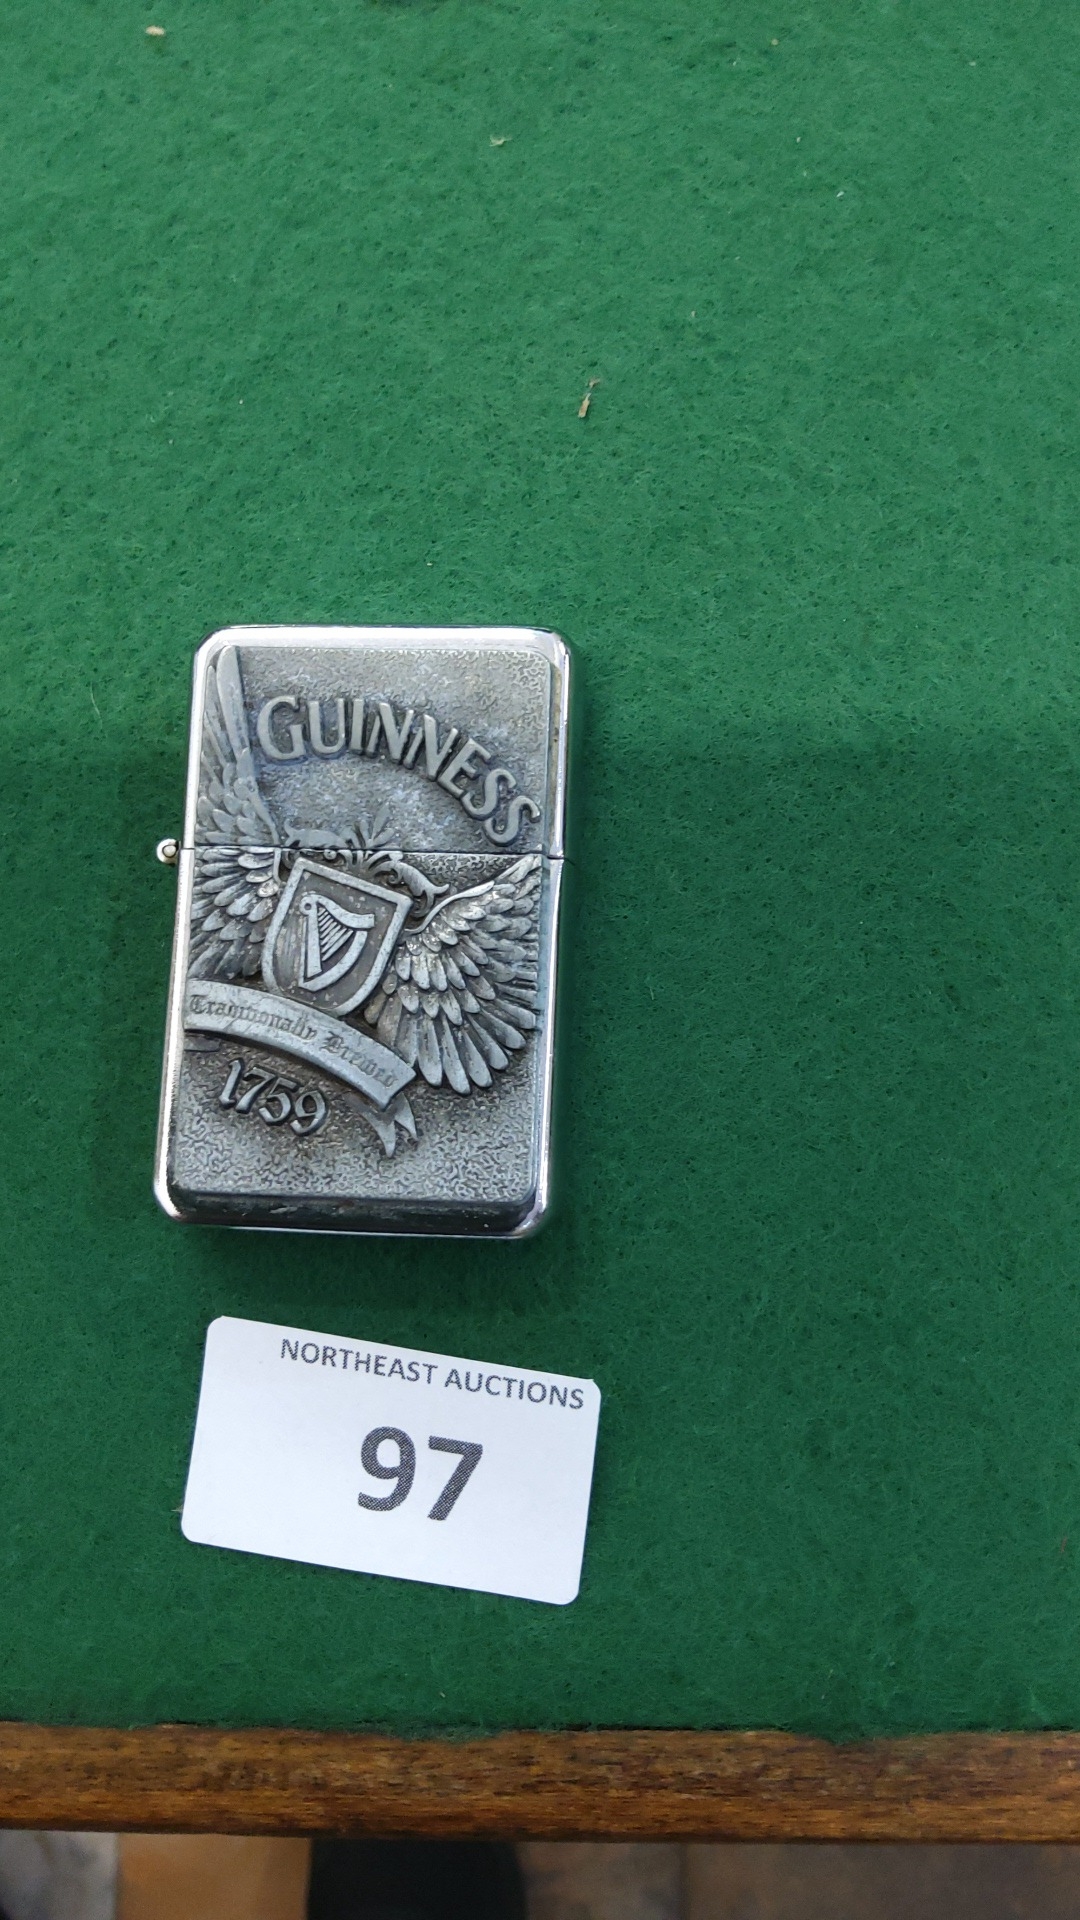 GUINNESS
Traditionally Brewed
1759
NORTHEAST AUCTIONS
97